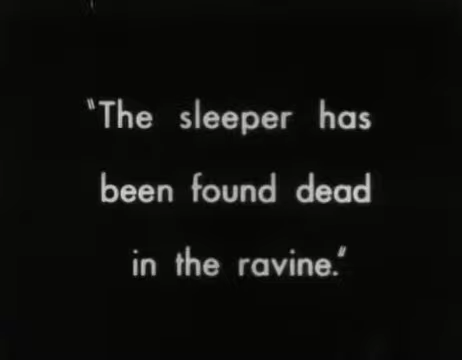 "The sleeper has
been found dead
in the ravine."